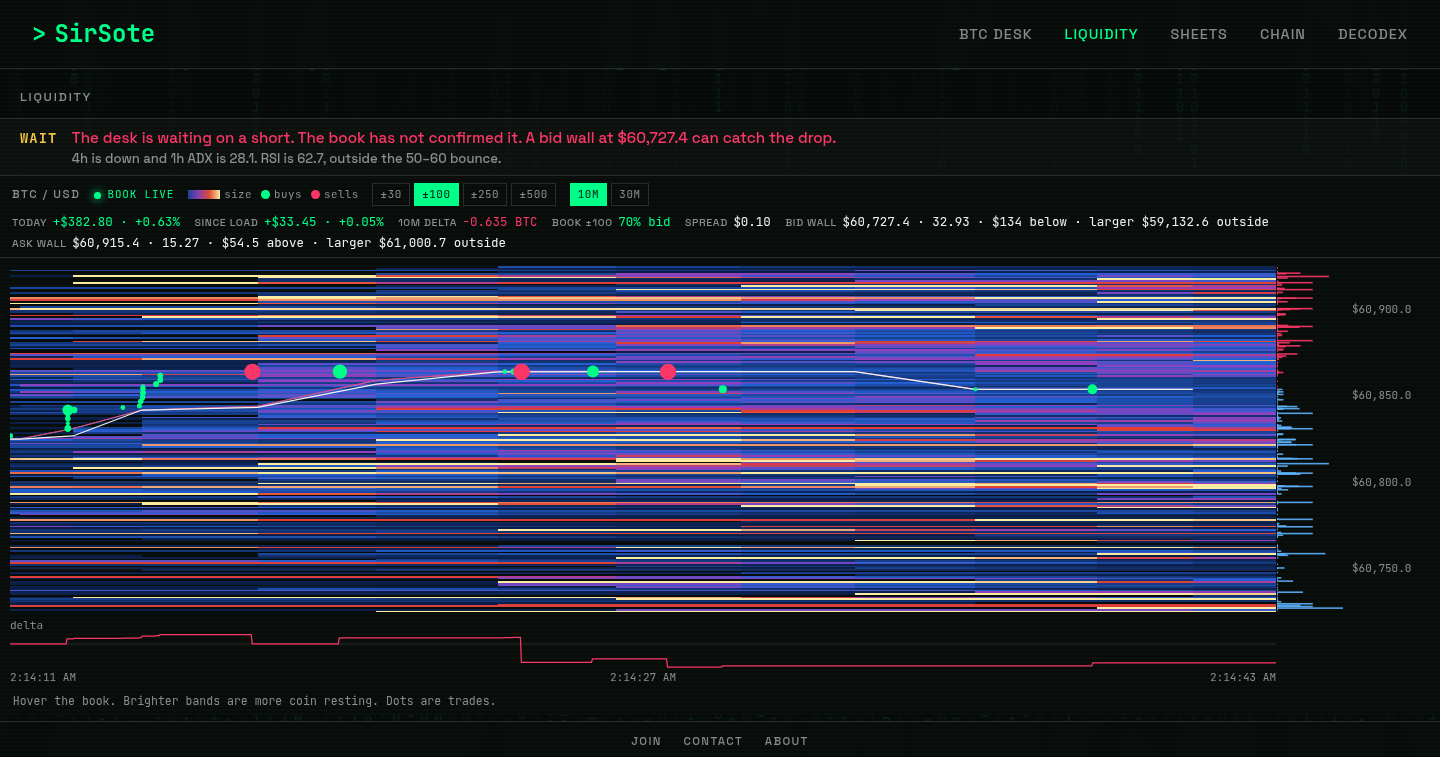 > SirSote
BTC DESK LIQUIDITY SHEETS CHAIN DECODEX
LIQUIDITY
WAIT The desk is waiting on a short. The book has not confirmed it. A bid wall at $60,727.4 can catch the drop.
4h is down and 1h ADX is 28.1. RSI is 62.7, outside the 50–60 bounce.
BTC / USD BOOK LIVE size buys sells ±30 ±100 ±250 ±500 10M 30M
TODAY +$382.80 · +0.63% SINCE LOAD +$33.45 · +0.05% 10M DELTA -0.635 BTC BOOK ±100 70% bid SPREAD $0.10 BID WALL $60,727.4 · 32.93 · $134 below · larger $59,132.6 outside
ASK WALL $60,915.4 · 15.27 · $54.5 above · larger $61,000.7 outside
$60,900.0
$60,850.0
$60,800.0
$60,750.0
delta
2:14:11 AM 2:14:27 AM 2:14:43 AM
Hover the book. Brighter bands are more coin resting. Dots are trades.
JOIN CONTACT ABOUT